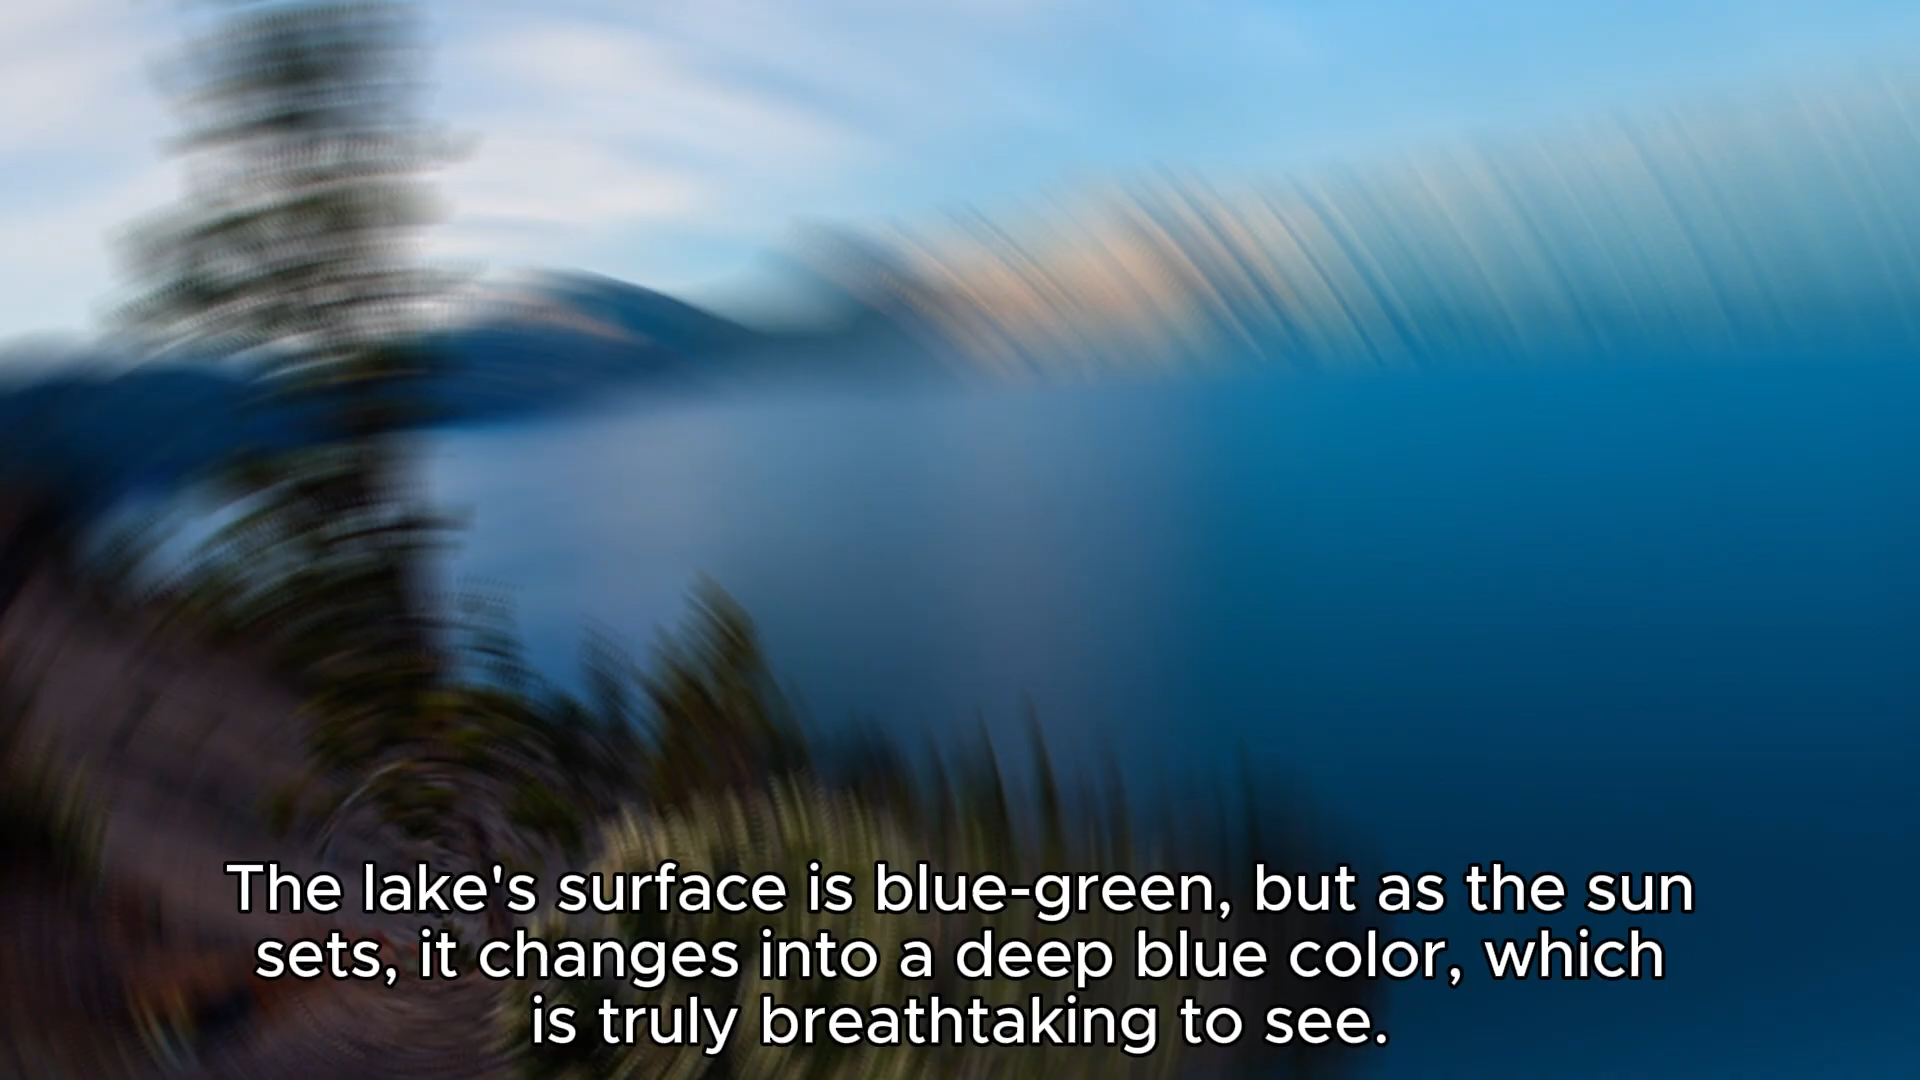 The lake's surface is blue-green, but as the sun
sets, it changes into a deep blue color, which
is truly breathtaking to see.